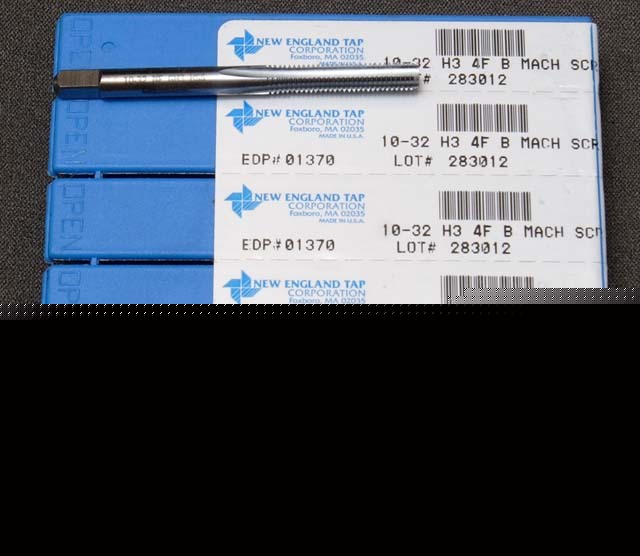 OPEN
NEW ENGLAND TAP
CORPORATION
Foxboro, MA 02035
10-32 H3 4F B MACH SCR
283012
OPEN
NEW ENGLAND TAP
CORPORATION
Foxboro, MA 02035
MADE IN U.S.A.
10-32 H3 4F B MACH SCR
EDP# 01370 LOT# 283012
OPEN
NEW ENGLAND TAP
CORPORATION
Foxboro, MA 02035
MADE IN U.S.A.
10-32 H3 4F B MACH SCR
EDP# 01370 LOT# 283012
NEW ENGLAND TAP
CORPORATION
Foxboro, MA 02035